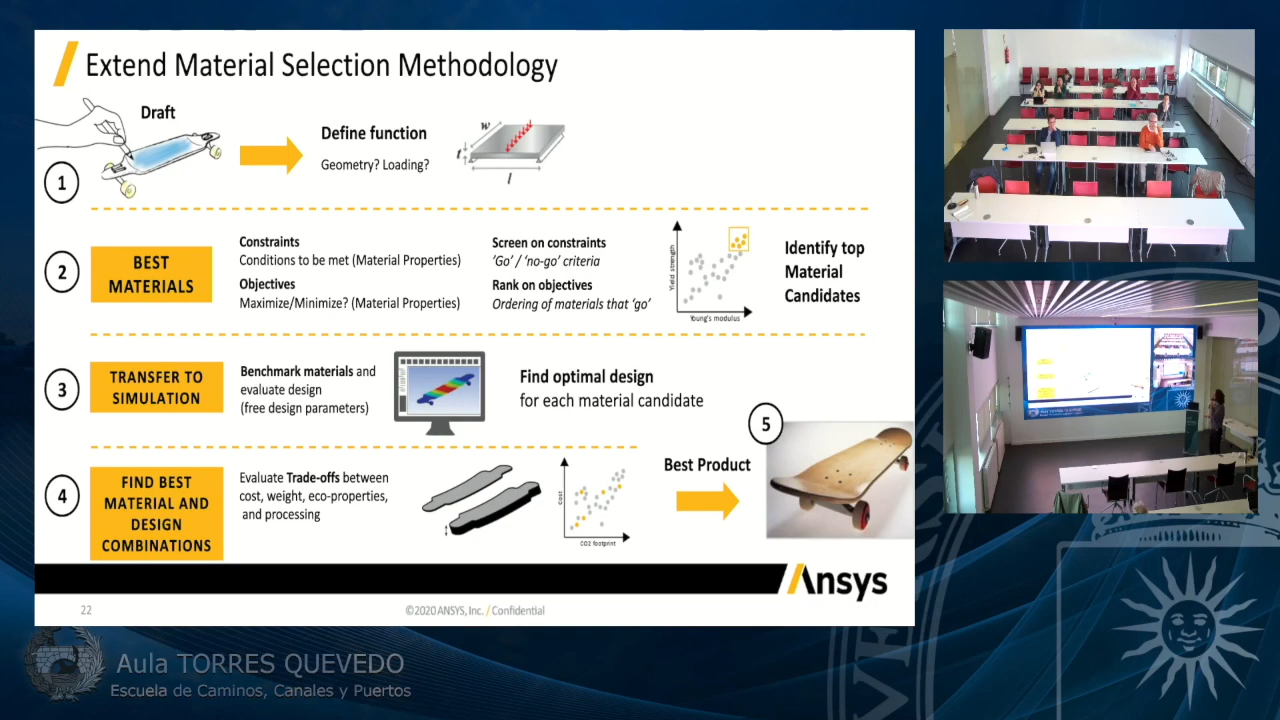 Extend Material Selection Methodology
Draft
1
Define function
Geometry? Loading?
w
t
l
2
BEST
MATERIALS
Constraints
Conditions to be met (Material Properties)
Objectives
Maximize/Minimize? (Material Properties)
Screen on constraints
'Go' / 'no-go' criteria
Rank on objectives
Ordering of materials that 'go'
Yield strength
Young's modulus
Identify top
Material
Candidates
3
TRANSFER TO
SIMULATION
Benchmark materials and
evaluate design
(free design parameters)
Find optimal design
for each material candidate
4
FIND BEST
MATERIAL AND
DESIGN
COMBINATIONS
Evaluate Trade-offs between
cost, weight, eco-properties,
and processing
Cost
CO2 footprint
Best Product
5
Ansys
22
©2020 ANSYS, Inc. / Confidential
Aula TORRES QUEVEDO
Escuela de Caminos, Canales y Puertos